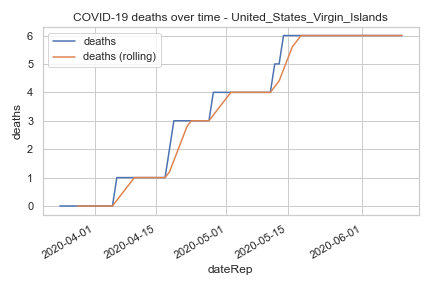 COVID-19 deaths over time - United_States_Virgin_Islands
deaths
deaths (rolling)
deaths
6
5
4
3
2
1
0
2020-04-01
2020-04-15
2020-05-01
2020-05-15
2020-06-01
dateRep